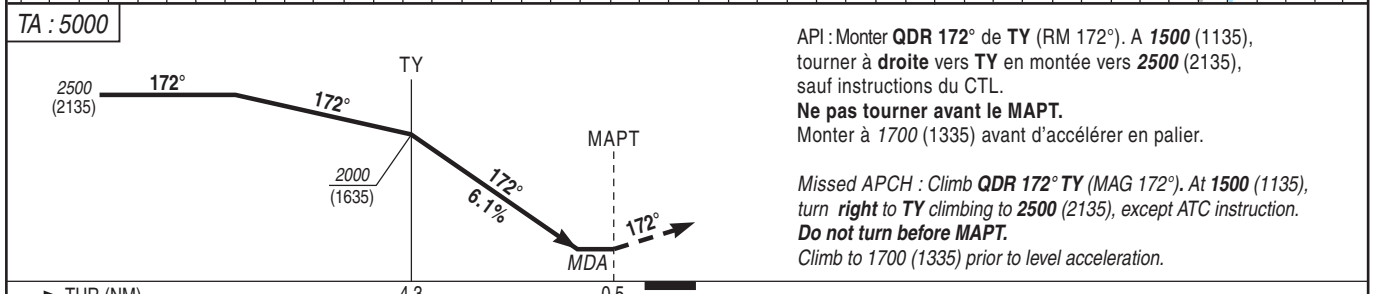 TA : 5000
TY
2500
(2135)
172°
172°
2000
(1635)
172°
6.1%
MAPT
172°
MDA
API : Monter QDR 172° de TY (RM 172°). A 1500 (1135),
tourner à droite vers TY en montée vers 2500 (2135),
sauf instructions du CTL.
Ne pas tourner avant le MAPT.
Monter à 1700 (1335) avant d’accélérer en palier.
Missed APCH : Climb QDR 172° TY (MAG 172°). At 1500 (1135),
turn right to TY climbing to 2500 (2135), except ATC instruction.
Do not turn before MAPT.
Climb to 1700 (1335) prior to level acceleration.
THR (NM) 4.3 0.5